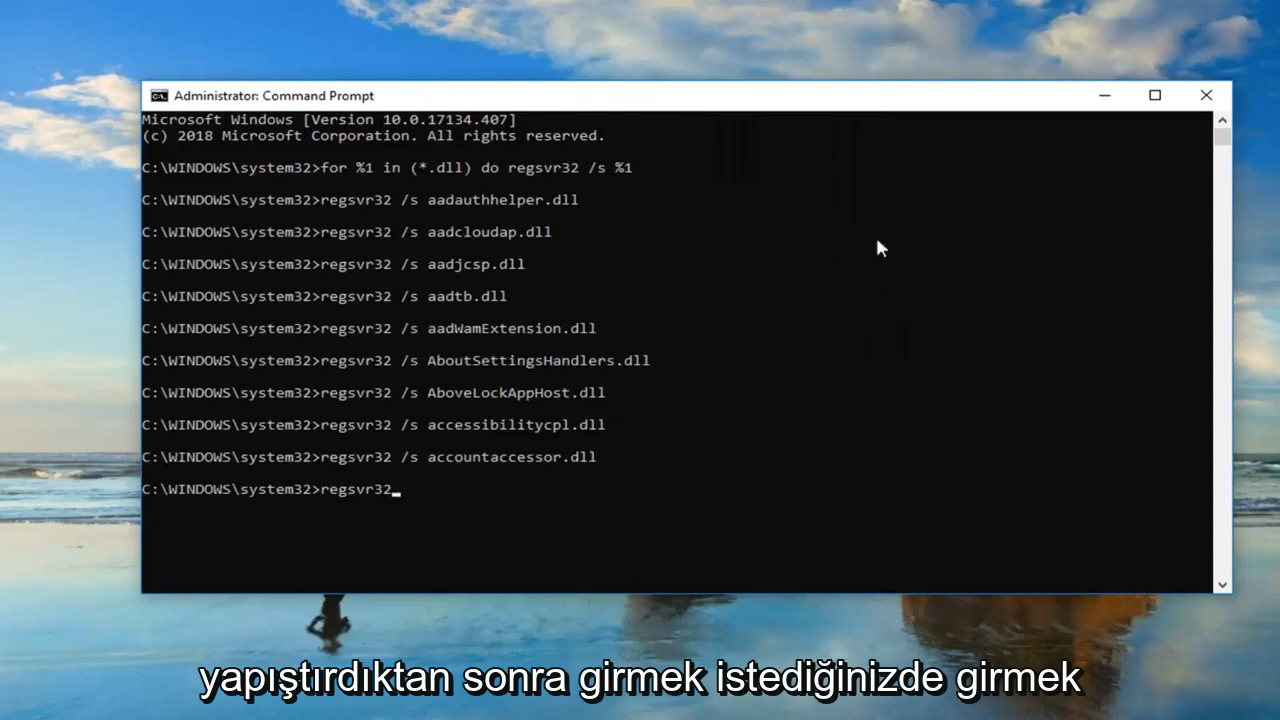 Administrator: Command Prompt
Microsoft Windows [Version 10.0.17134.407]
(c) 2018 Microsoft Corporation. All rights reserved.
C:\WINDOWS\system32>for %1 in (*.dll) do regsvr32 /s %1
C:\WINDOWS\system32>regsvr32 /s aadauthhelper.dll
C:\WINDOWS\system32>regsvr32 /s aadcloudap.dll
C:\WINDOWS\system32>regsvr32 /s aadjcsp.dll
C:\WINDOWS\system32>regsvr32 /s aadtb.dll
C:\WINDOWS\system32>regsvr32 /s aadWamExtension.dll
C:\WINDOWS\system32>regsvr32 /s AboutSettingsHandlers.dll
C:\WINDOWS\system32>regsvr32 /s AboveLockAppHost.dll
C:\WINDOWS\system32>regsvr32 /s accessibilitycpl.dll
C:\WINDOWS\system32>regsvr32 /s accountaccessor.dll
C:\WINDOWS\system32>regsvr32
yapıştırdıktan sonra girmek istediğinizde girmek